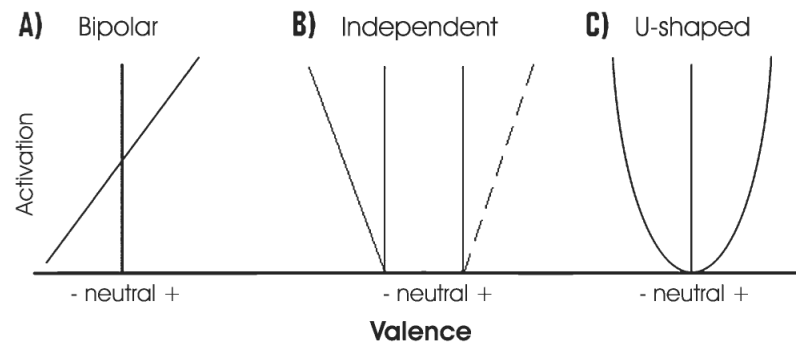 A) Bipolar
B) Independent
C) U-shaped
Activation
- neutral +
- neutral +
- neutral +
Valence